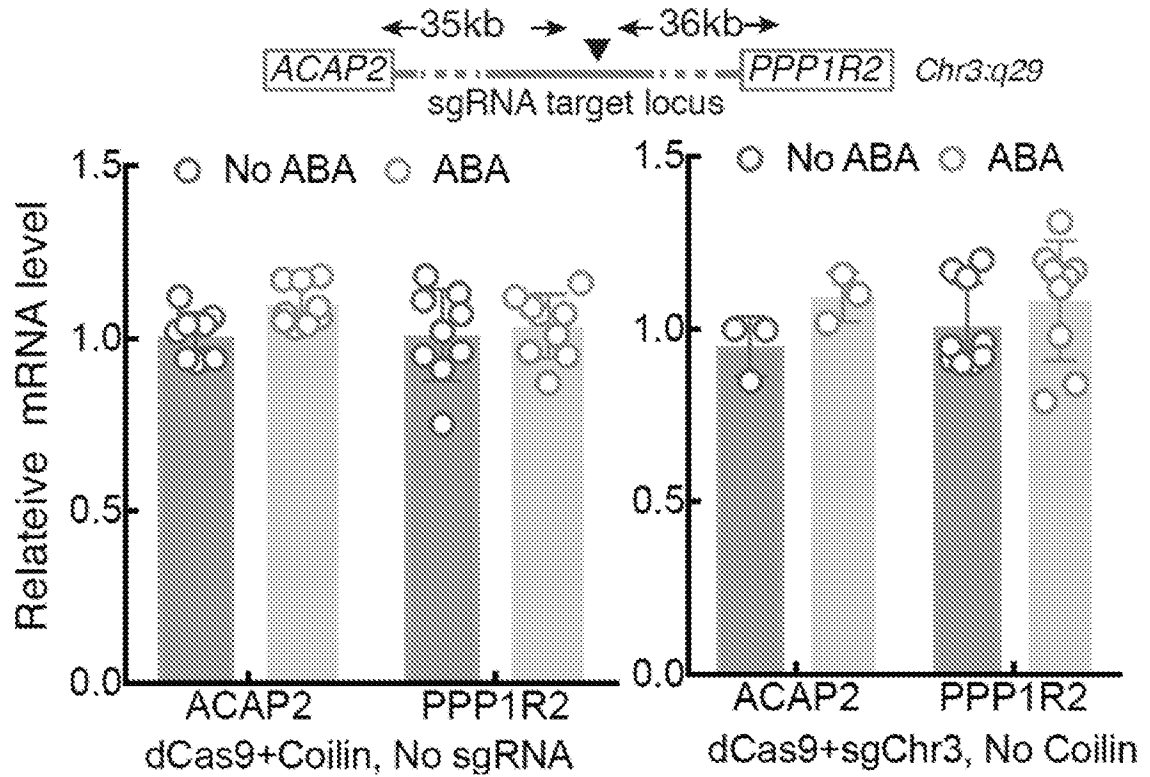 35kb 36kb
ACAP2 PPP1R2 Chr3:q29
sgRNA target locus
Relateive mRNA level
1.5
No ABA ABA
1.0
0.5
0.0
ACAP2 PPP1R2
dCas9+Coilin, No sgRNA
1.5
No ABA ABA
1.0
0.5
0.0
ACAP2 PPP1R2
dCas9+sgChr3, No Coilin